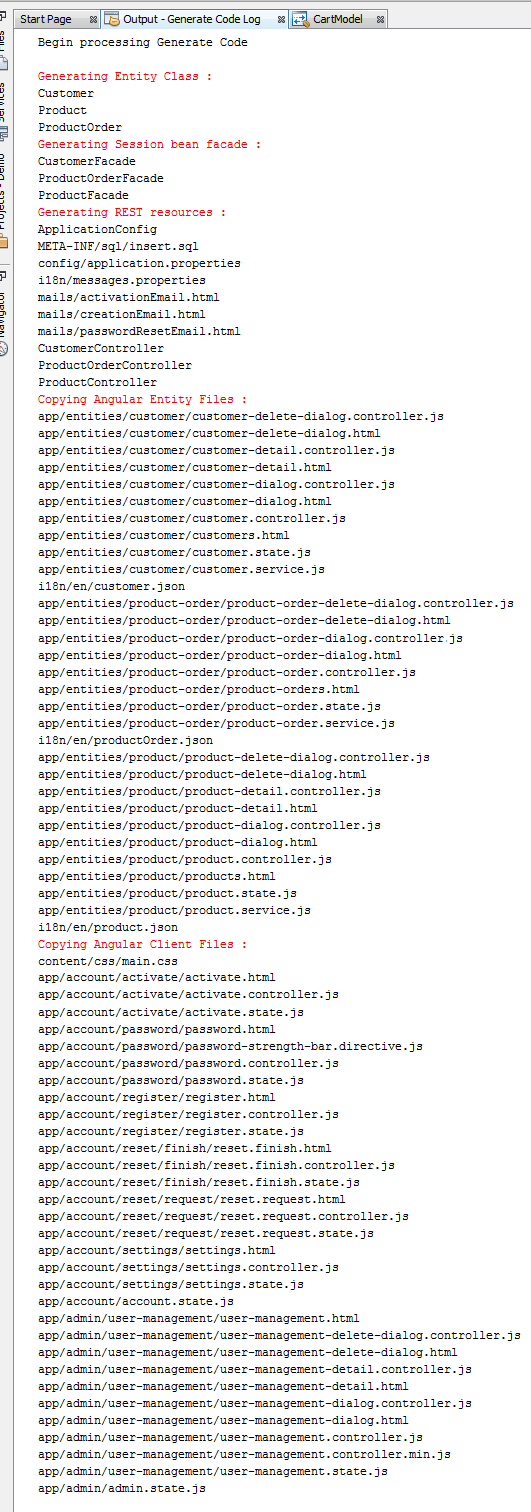 Start Page
Output - Generate Code Log
CartModel
Files
Services
Projects - Demo
Navigator
Begin processing Generate Code
Generating Entity Class :
Customer
Product
ProductOrder
Generating Session bean facade :
CustomerFacade
ProductOrderFacade
ProductFacade
Generating REST resources :
ApplicationConfig
META-INF/sql/insert.sql
config/application.properties
i18n/messages.properties
mails/activationEmail.html
mails/creationEmail.html
mails/passwordResetEmail.html
CustomerController
ProductOrderController
ProductController
Copying Angular Entity Files :
app/entities/customer/customer-delete-dialog.controller.js
app/entities/customer/customer-delete-dialog.html
app/entities/customer/customer-detail.controller.js
app/entities/customer/customer-detail.html
app/entities/customer/customer-dialog.controller.js
app/entities/customer/customer-dialog.html
app/entities/customer/customer.controller.js
app/entities/customer/customers.html
app/entities/customer/customer.state.js
app/entities/customer/customer.service.js
i18n/en/customer.json
app/entities/product-order/product-order-delete-dialog.controller.js
app/entities/product-order/product-order-delete-dialog.html
app/entities/product-order/product-order-dialog.controller.js
app/entities/product-order/product-order-dialog.html
app/entities/product-order/product-order.controller.js
app/entities/product-order/product-orders.html
app/entities/product-order/product-order.state.js
app/entities/product-order/product-order.service.js
i18n/en/productOrder.json
app/entities/product/product-delete-dialog.controller.js
app/entities/product/product-delete-dialog.html
app/entities/product/product-detail.controller.js
app/entities/product/product-detail.html
app/entities/product/product-dialog.controller.js
app/entities/product/product-dialog.html
app/entities/product/product.controller.js
app/entities/product/products.html
app/entities/product/product.state.js
app/entities/product/product.service.js
i18n/en/product.json
Copying Angular Client Files :
content/css/main.css
app/account/activate/activate.html
app/account/activate/activate.controller.js
app/account/activate/activate.state.js
app/account/password/password.html
app/account/password/password-strength-bar.directive.js
app/account/password/password.controller.js
app/account/password/password.state.js
app/account/register/register.html
app/account/register/register.controller.js
app/account/register/register.state.js
app/account/reset/finish/reset.finish.html
app/account/reset/finish/reset.finish.controller.js
app/account/reset/finish/reset.finish.state.js
app/account/reset/request/reset.request.html
app/account/reset/request/reset.request.controller.js
app/account/reset/request/reset.request.state.js
app/account/settings/settings.html
app/account/settings/settings.controller.js
app/account/settings/settings.state.js
app/account/account.state.js
app/admin/user-management/user-management.html
app/admin/user-management/user-management-delete-dialog.controller.js
app/admin/user-management/user-management-delete-dialog.html
app/admin/user-management/user-management-detail.controller.js
app/admin/user-management/user-management-detail.html
app/admin/user-management/user-management-dialog.controller.js
app/admin/user-management/user-management-dialog.html
app/admin/user-management/user-management.controller.js
app/admin/user-management/user-management.controller.min.js
app/admin/user-management/user-management.state.js
app/admin/admin.state.js